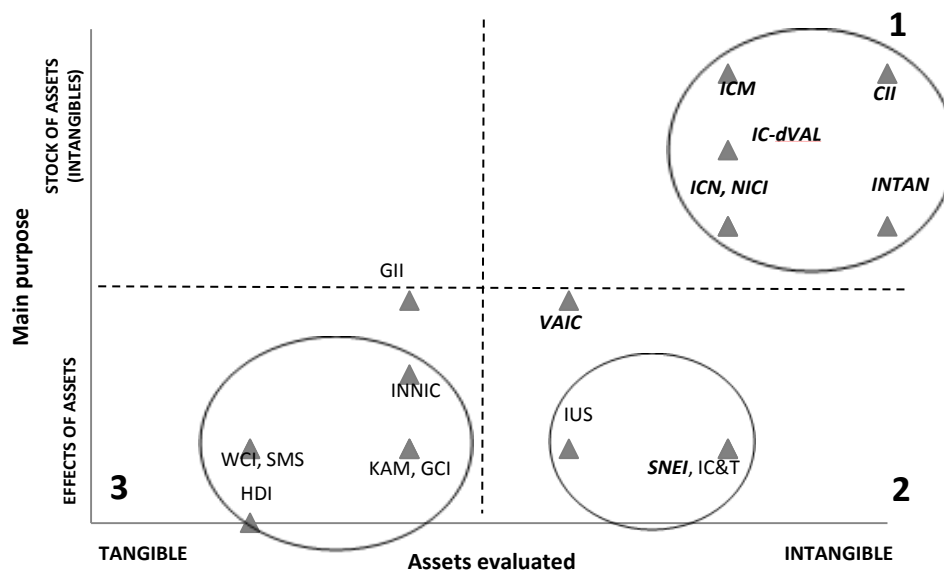 1
STOCK OF ASSETS
(INTANGIBLES)
ICM
CII
IC-dVAL
ICN, NICI
INTAN
Main purpose
GII
VAIC
EFFECTS OF ASSETS
INNIC
IUS
WCI, SMS
KAM, GCI
SNEI, IC&T
3
HDI
2
TANGIBLE
Assets evaluated
INTANGIBLE